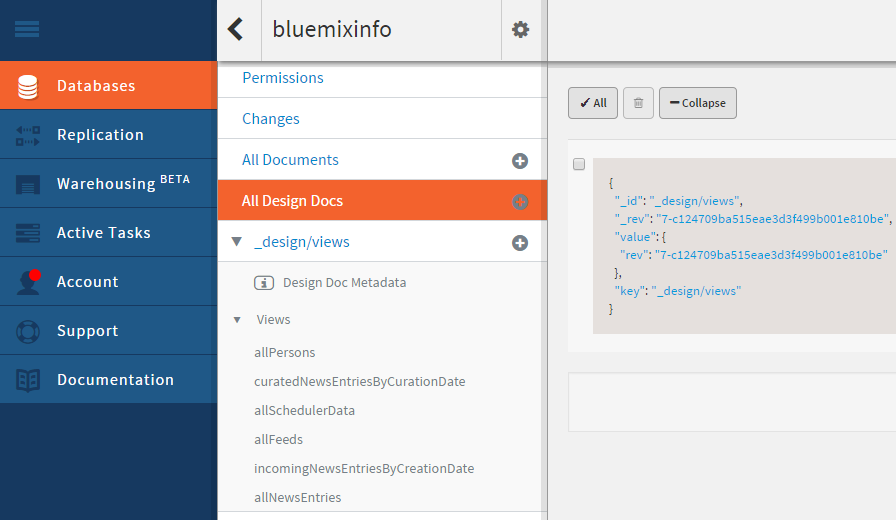 Databases
Replication
Warehousing BETA
Active Tasks
Account
Support
Documentation
bluemixinfo
Permissions
Changes
All Documents
All Design Docs
_design/views
Design Doc Metadata
Views
allPersons
curatedNewsEntriesByCurationDate
allSchedulerData
allFeeds
incomingNewsEntriesByCreationDate
allNewsEntries
All
Collapse
{
"_id": "_design/views",
"_rev": "7-c124709ba515eae3d3f499b001e810be",
"value": {
"rev": "7-c124709ba515eae3d3f499b001e810be"
},
"key": "_design/views"
}